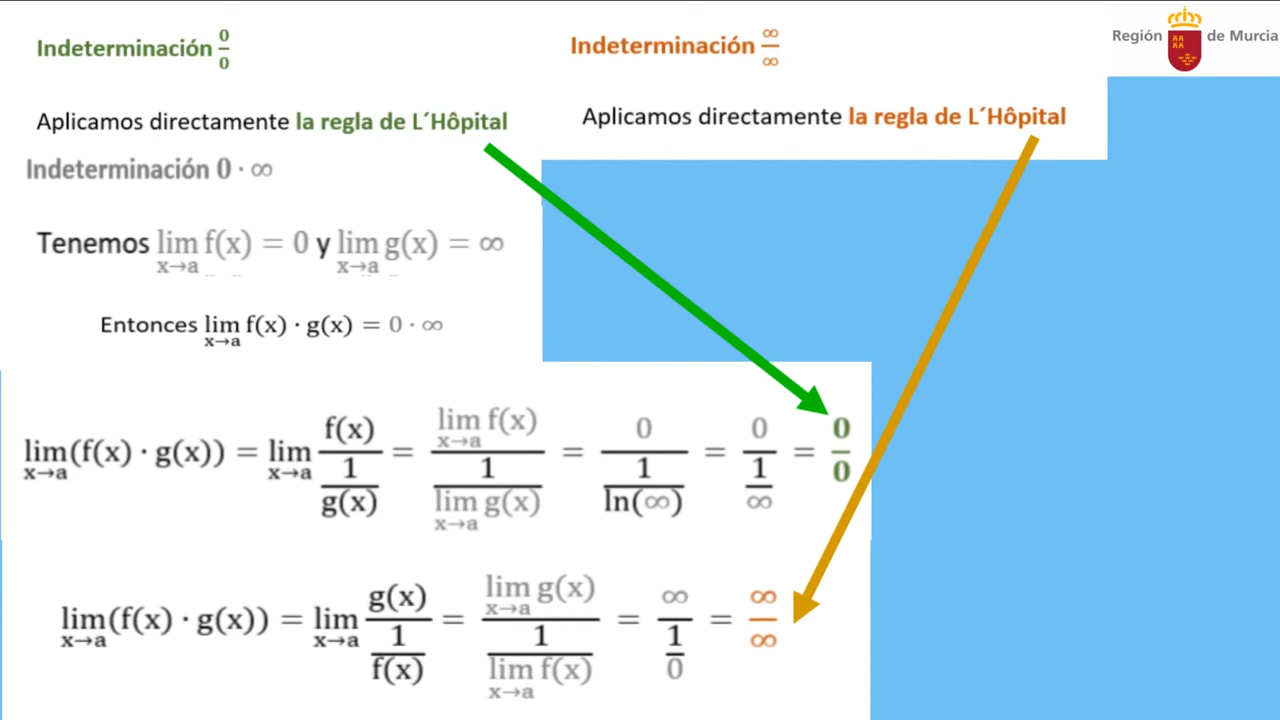 Indeterminación 0/0
Aplicamos directamente la regla de L´Hôpital
Indeterminación ∞/∞
Aplicamos directamente la regla de L´Hôpital
Región de Murcia
Indeterminación 0 · ∞
Tenemos lim x→a f(x) = 0 y lim x→a g(x) = ∞
Entonces lim x→a f(x) · g(x) = 0 · ∞
lim x→a (f(x) · g(x)) = lim x→a f(x)/(1/g(x)) = lim x→a f(x)/(1/lim x→a g(x)) = 0/(1/ln(∞)) = 0/(1/∞) = 0/0
lim x→a (f(x) · g(x)) = lim x→a g(x)/(1/f(x)) = lim x→a g(x)/(1/lim x→a f(x)) = ∞/(1/0) = ∞/∞